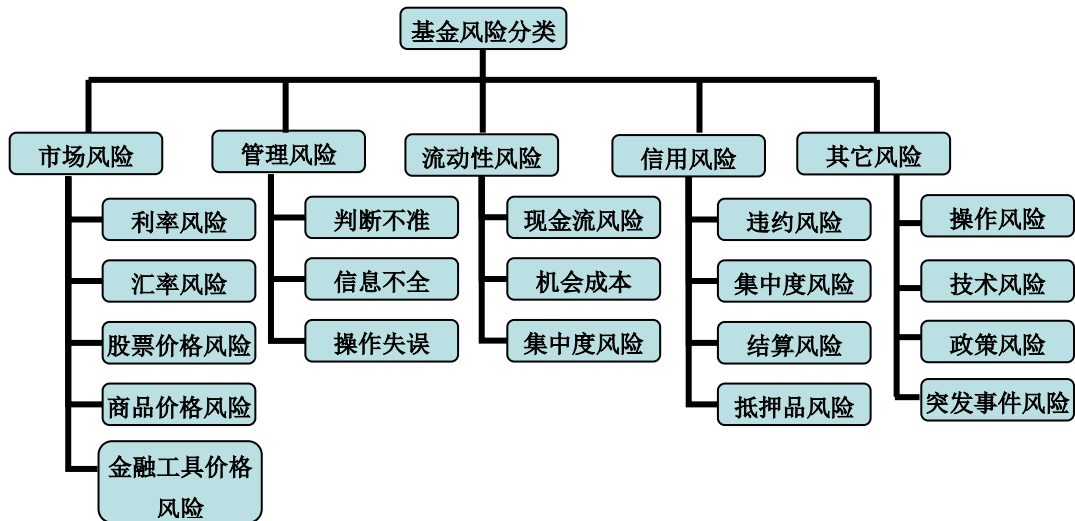 基金风险分类
市场风险
管理风险
流动性风险
信用风险
其它风险
利率风险
汇率风险
股票价格风险
商品价格风险
金融工具价格
风险
判断不准
信息不全
操作失误
现金流风险
机会成本
集中度风险
违约风险
集中度风险
结算风险
抵押品风险
操作风险
技术风险
政策风险
突发事件风险